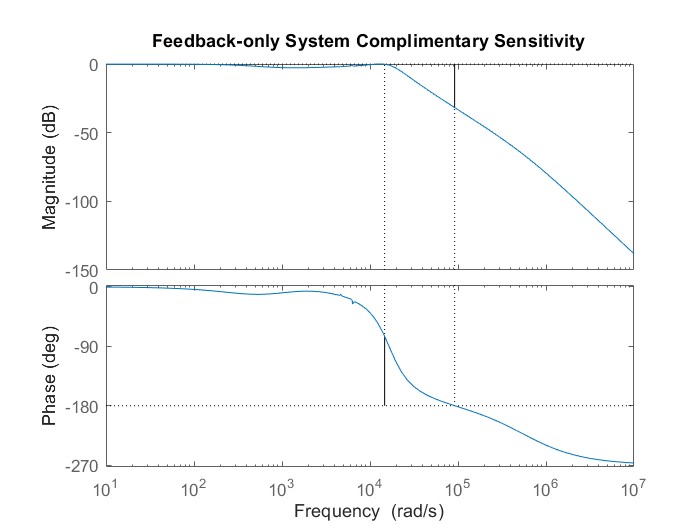 Feedback-only System Complimentary Sensitivity
Magnitude (dB)
0
-50
-100
-150
Phase (deg)
0
-90
-180
-270
10^1 10^2 10^3 10^4 10^5 10^6 10^7
Frequency (rad/s)